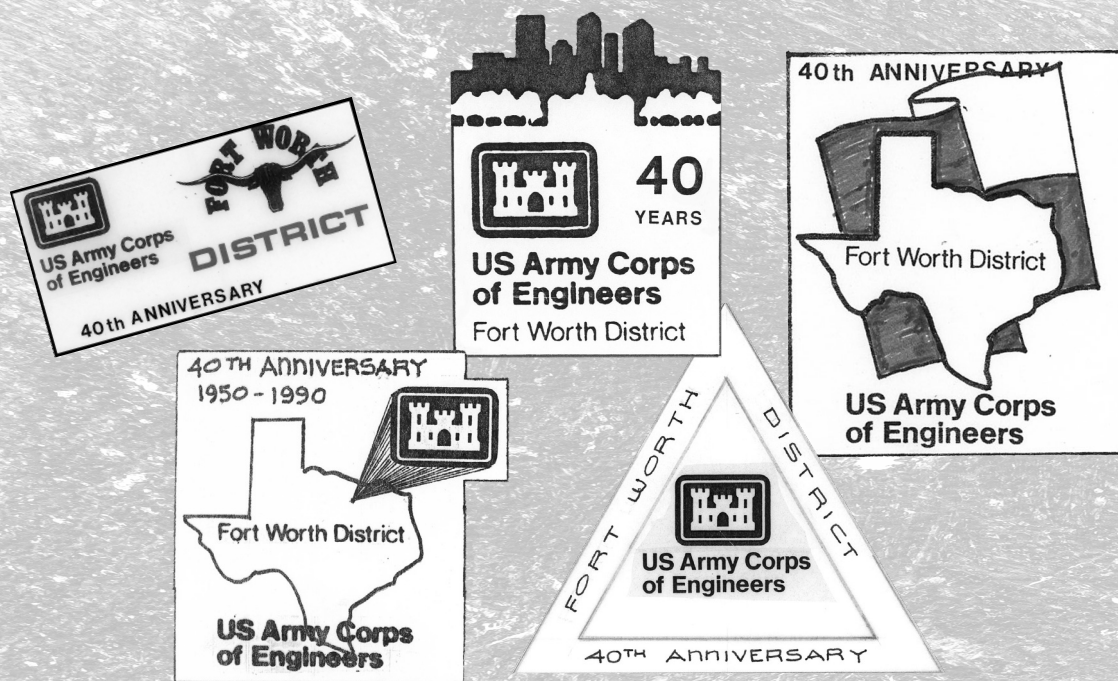 FORT WORTH
DISTRICT
US Army Corps
of Engineers
40th ANNIVERSARY
40
YEARS
US Army Corps
of Engineers
Fort Worth District
40th ANNIVERSARY
Fort Worth District
US Army Corps
of Engineers
40TH ANNIVERSARY
1950-1990
Fort Worth District
US Army Corps
of Engineers
FORT WORTH
DISTRICT
US Army Corps
of Engineers
40TH ANNIVERSARY